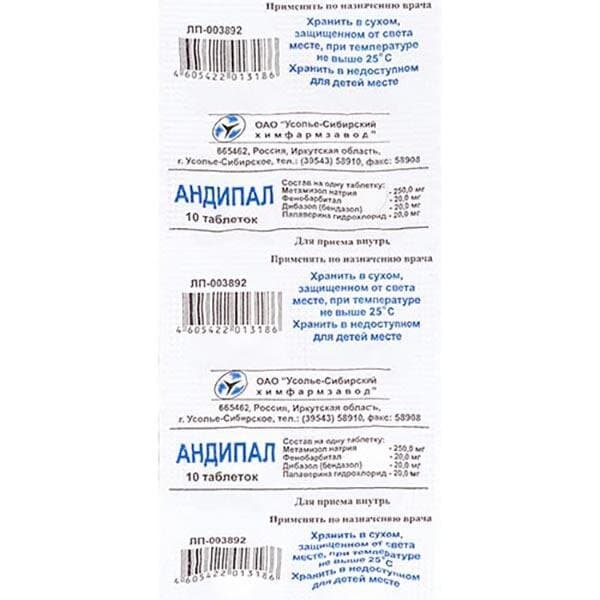 Применять по назначению врача
ЛП-003892
Хранить в сухом,
защищенном от света
месте, при температуре
не выше 25°С
Хранить в недоступном
для детей месте
4 605422 013186
ОАО "Усолье-Сибирский
химфармзавод"
665462, Россия, Иркутская область,
г. Усолье-Сибирское, тел.: (39543) 58910, факс: 58908
АНДИПАЛ
10 таблеток
Состав на одну таблетку:
Метамизол натрия - 250,0 мг
Фенобарбитал - 20,0 мг
Дибазол (бендазол) - 20,0 мг
Папаверина гидрохлорид - 20,0 мг
Для приема внутрь
Применять по назначению врача
ЛП-003892
Хранить в сухом,
защищенном от света
месте, при температуре
не выше 25°С
Хранить в недоступном
для детей месте
4 605422 013186
ОАО "Усолье-Сибирский
химфармзавод"
665462, Россия, Иркутская область,
г. Усолье-Сибирское, тел.: (39543) 58910, факс: 58908
АНДИПАЛ
10 таблеток
Состав на одну таблетку:
Метамизол натрия - 250,0 мг
Фенобарбитал - 20,0 мг
Дибазол (бендазол) - 20,0 мг
Папаверина гидрохлорид - 20,0 мг
Для приема внутрь
Применять по назначению врача
ЛП-003892
Хранить в сухом,
защищенном от света
месте, при температуре
не выше 25°С
Хранить в недоступном
для детей месте
4 605422 013186